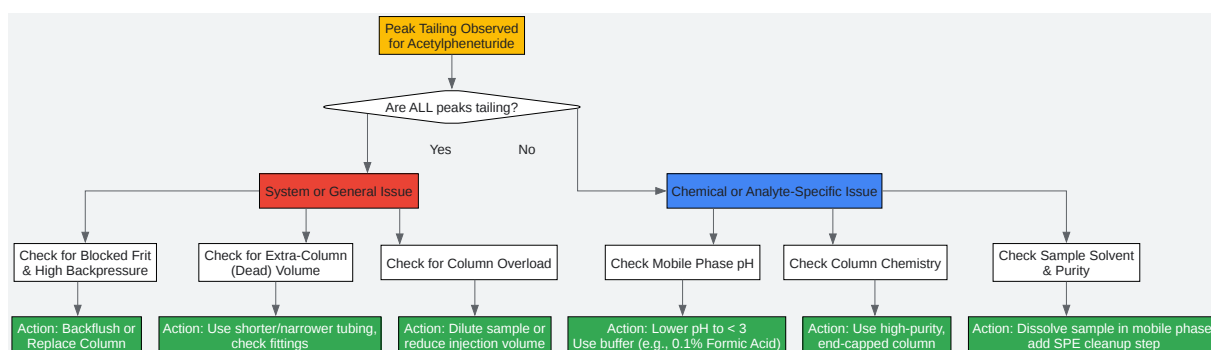 Peak Tailing Observed
for Acetylpheneturide
Are ALL peaks tailing?
Yes
No
System or General Issue
Chemical or Analyte-Specific Issue
Check for Blocked Frit
& High Backpressure
Check for Extra-Column
(Dead) Volume
Check for Column Overload
Check Mobile Phase pH
Check Column Chemistry
Check Sample Solvent
& Purity
Action: Backflush or
Replace Column
Action: Use shorter/narrower tubing,
check fittings
Action: Dilute sample or
reduce injection volume
Action: Lower pH to < 3
Use buffer (e.g., 0.1% Formic Acid)
Action: Use high-purity,
end-capped column
Action: Dissolve sample in mobile phase,
add SPE cleanup step